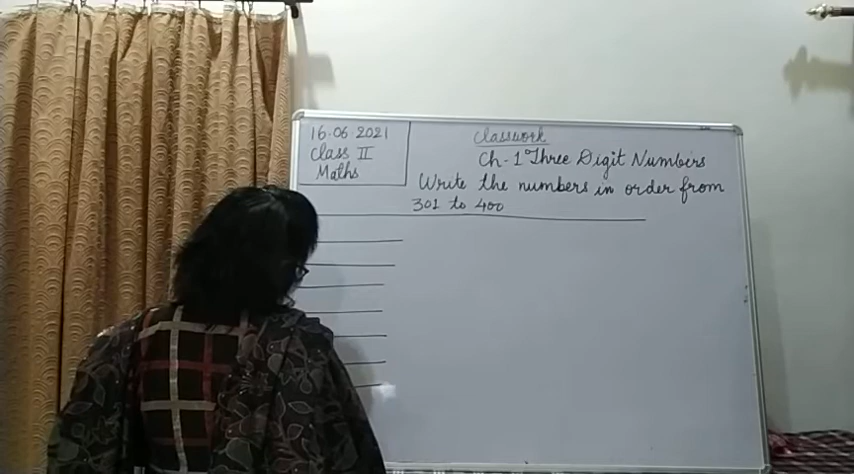 16-06-2021
Class II
Maths
Classwork
Ch-1 Three Digit Numbers
Write the numbers in order from
301 to 400